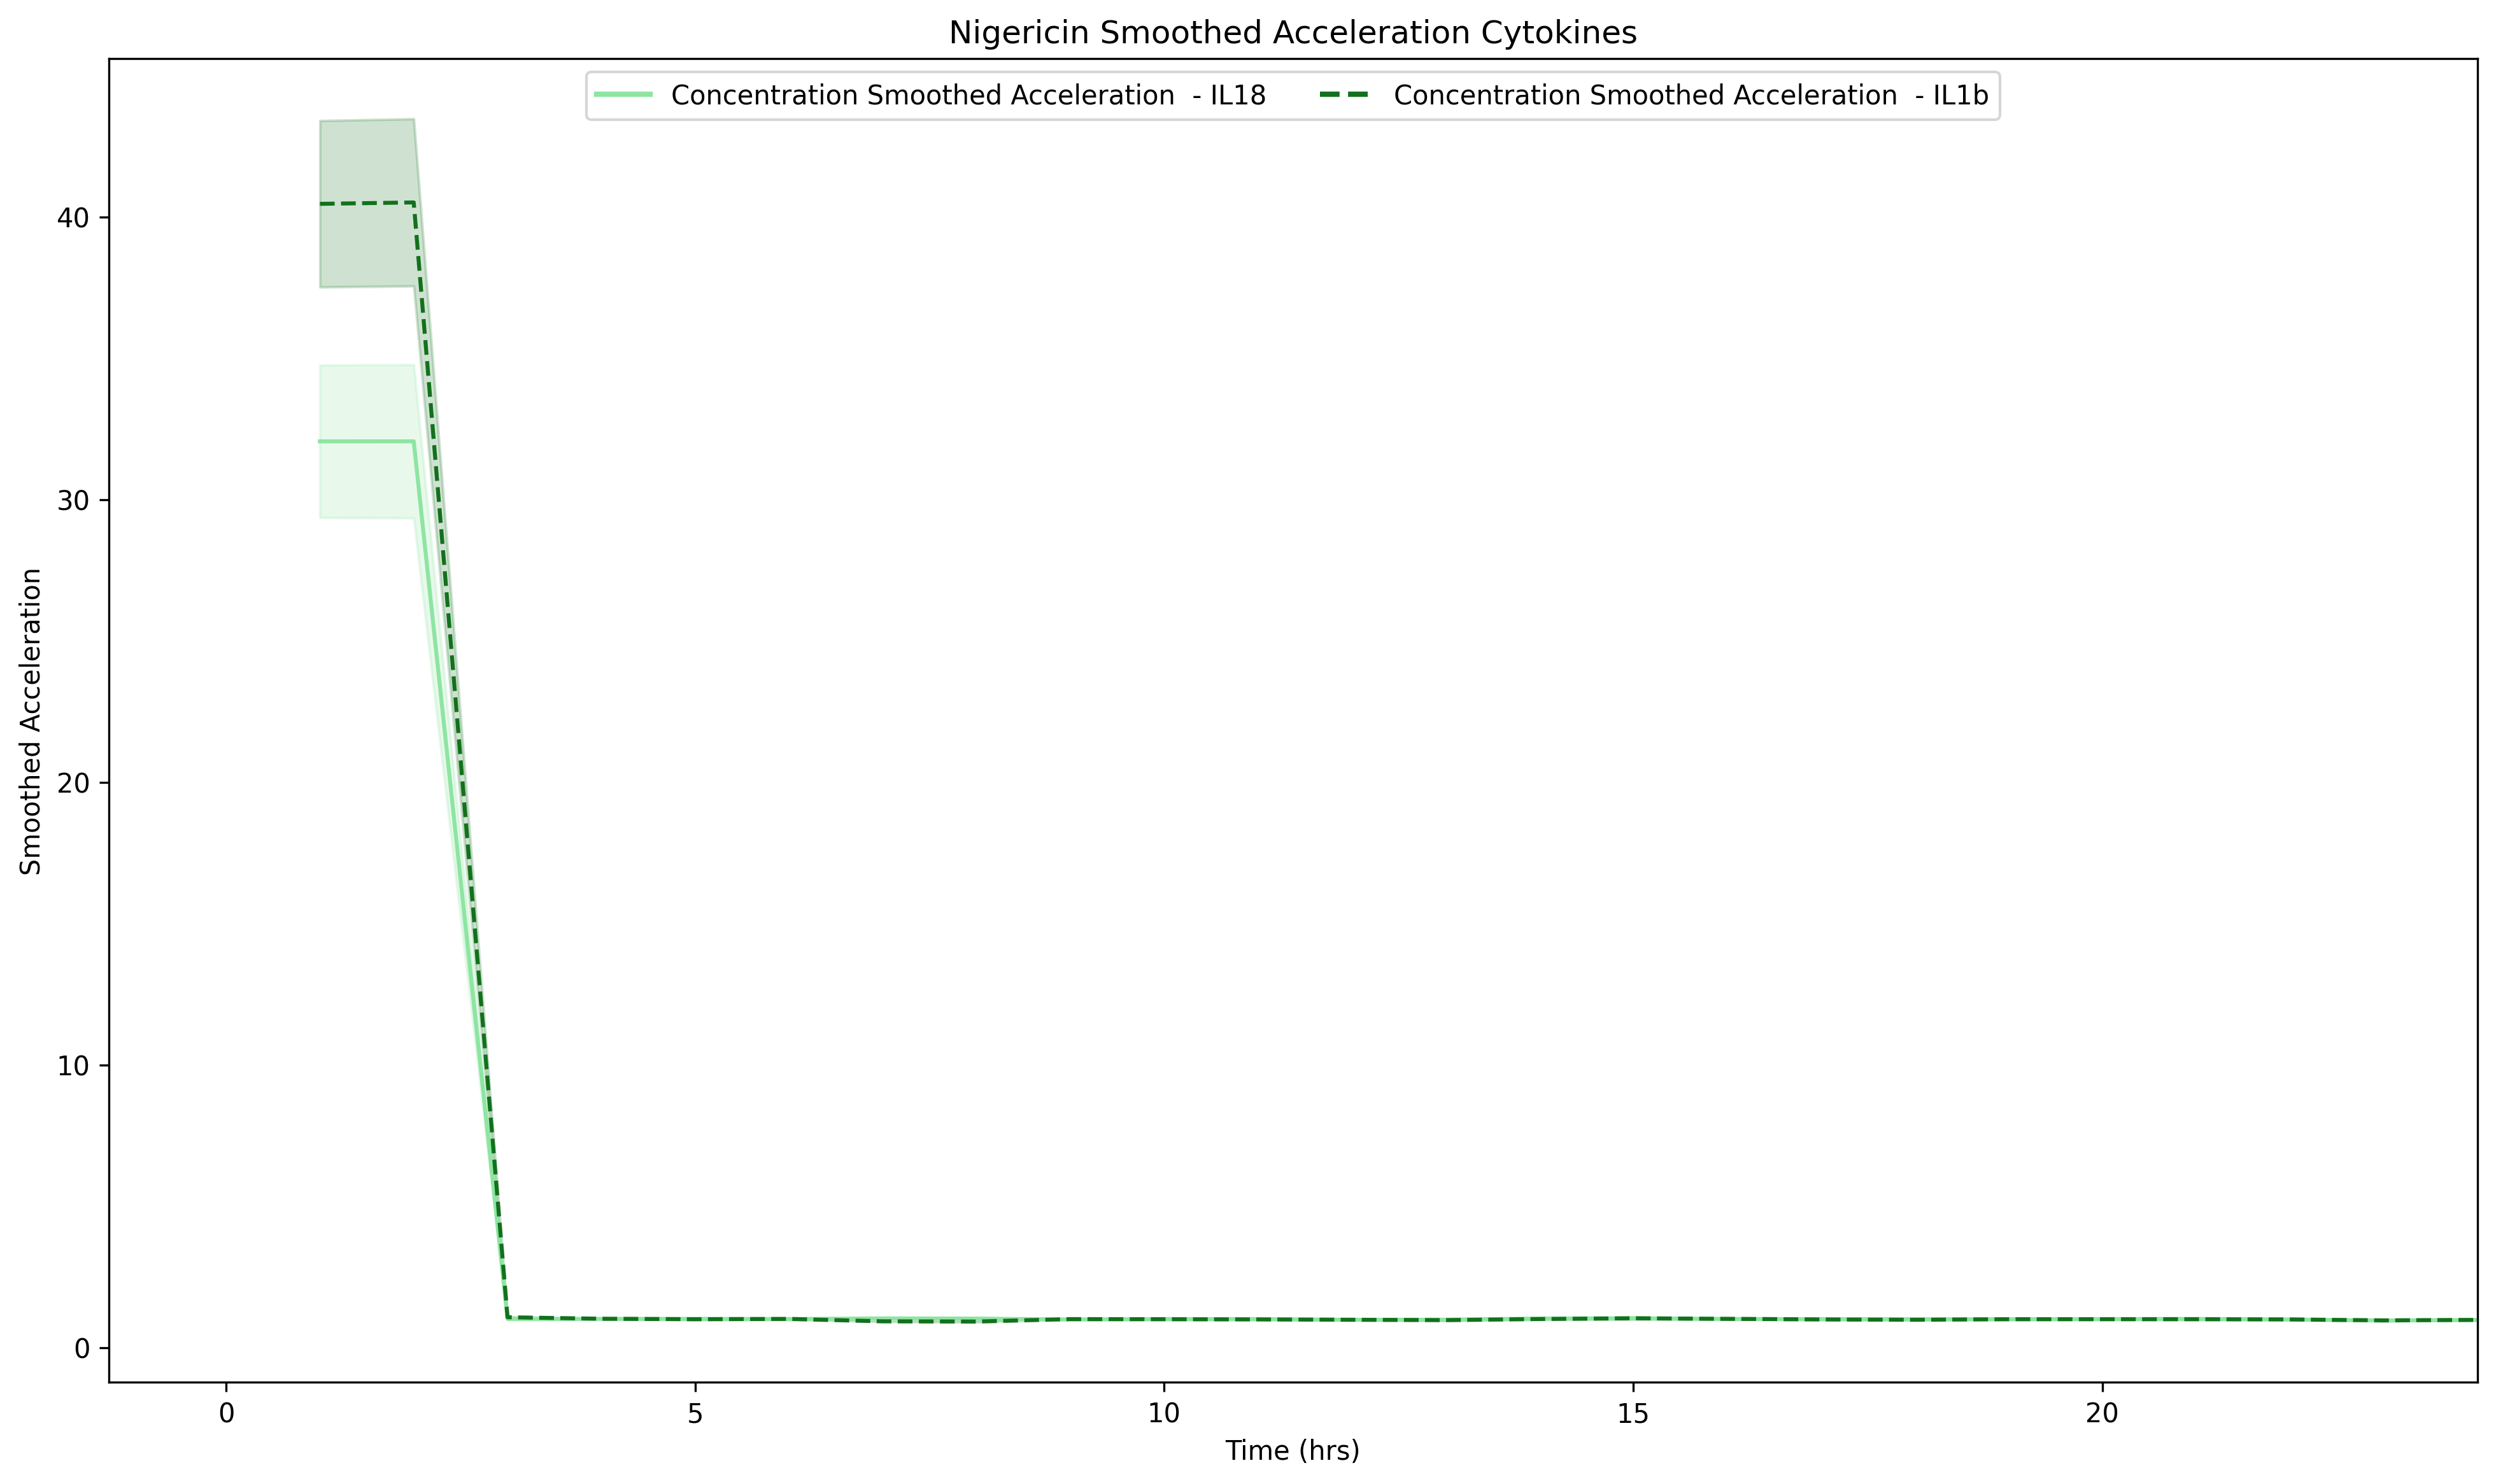 Nigericin Smoothed Acceleration Cytokines
Concentration Smoothed Acceleration  - IL18
Concentration Smoothed Acceleration  - IL1b
Smoothed Acceleration
40
30
20
10
0
0
5
10
15
20
Time (hrs)